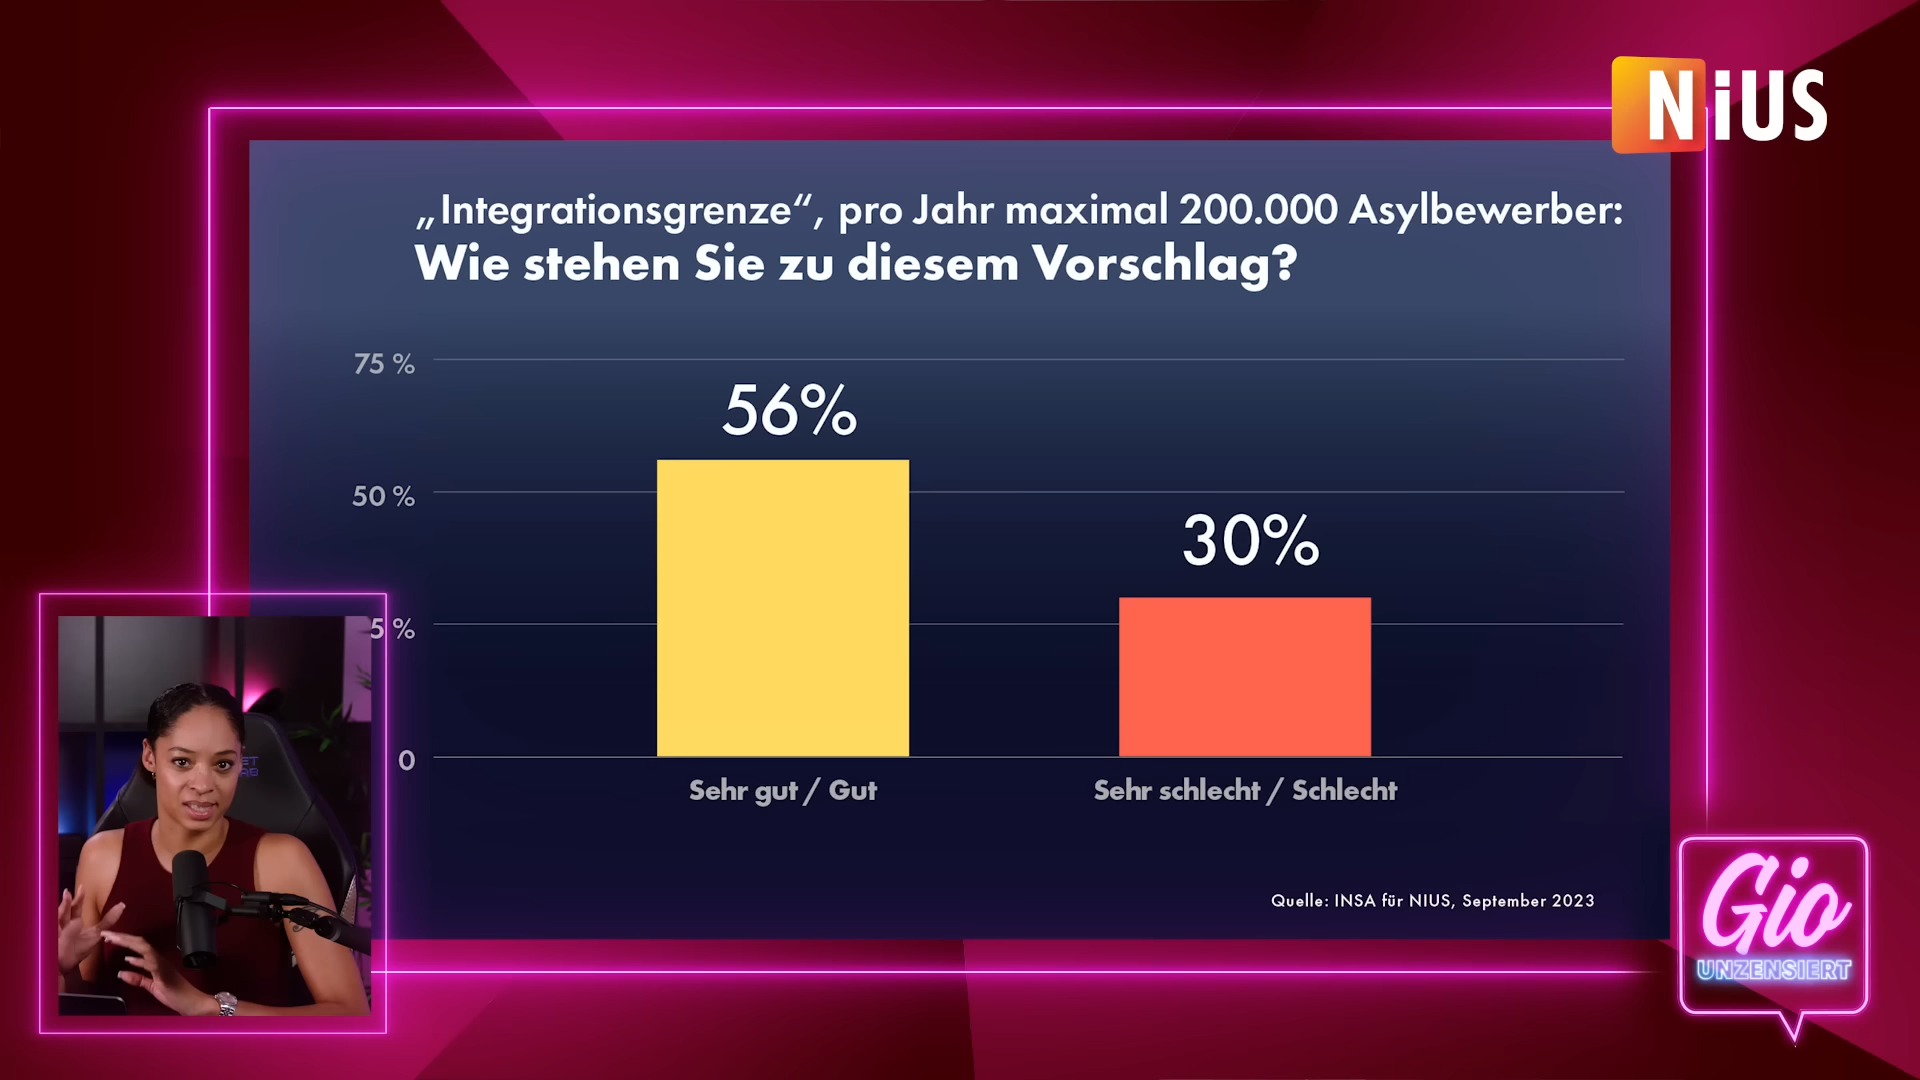 NiUS
„Integrationsgrenze“, pro Jahr maximal 200.000 Asylbewerber:
Wie stehen Sie zu diesem Vorschlag?
75 %
56%
50 %
30%
5 %
0
Sehr gut / Gut
Sehr schlecht / Schlecht
Quelle: INSA für NIUS, September 2023
Gio
UNZENSIERT